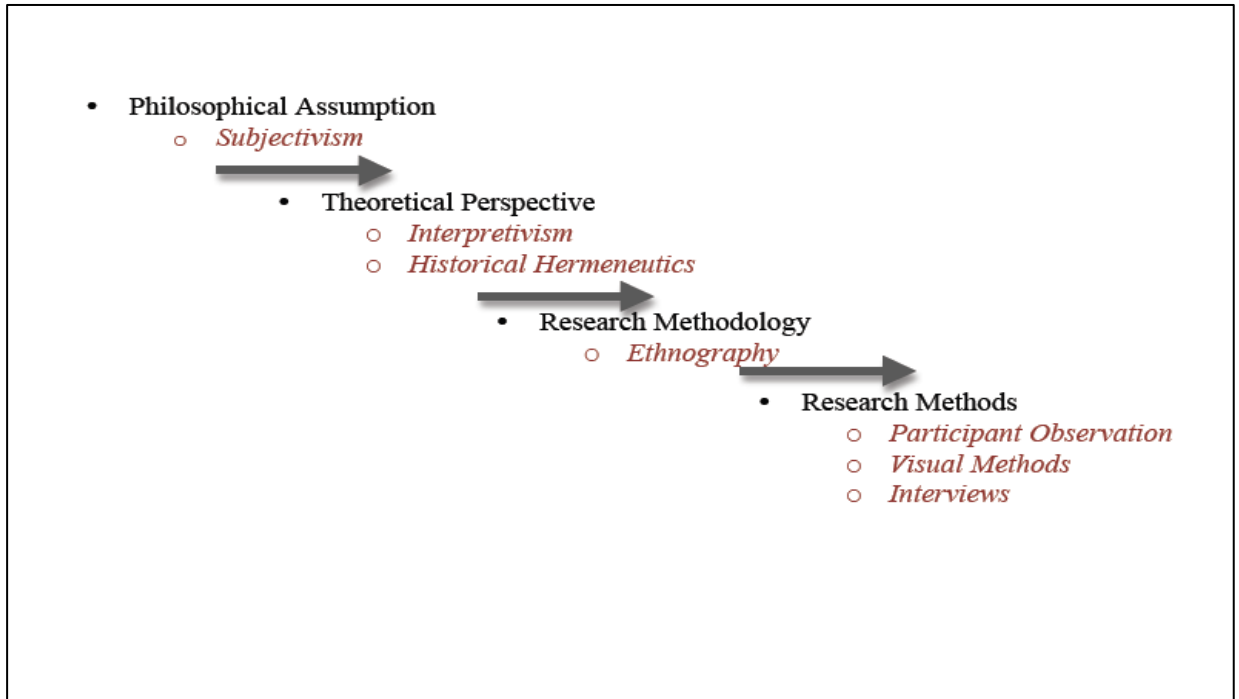 • Philosophical Assumption
o Subjectivism
• Theoretical Perspective
o Interpretivism
o Historical Hermeneutics
• Research Methodology
o Ethnography
• Research Methods
o Participant Observation
o Visual Methods
o Interviews